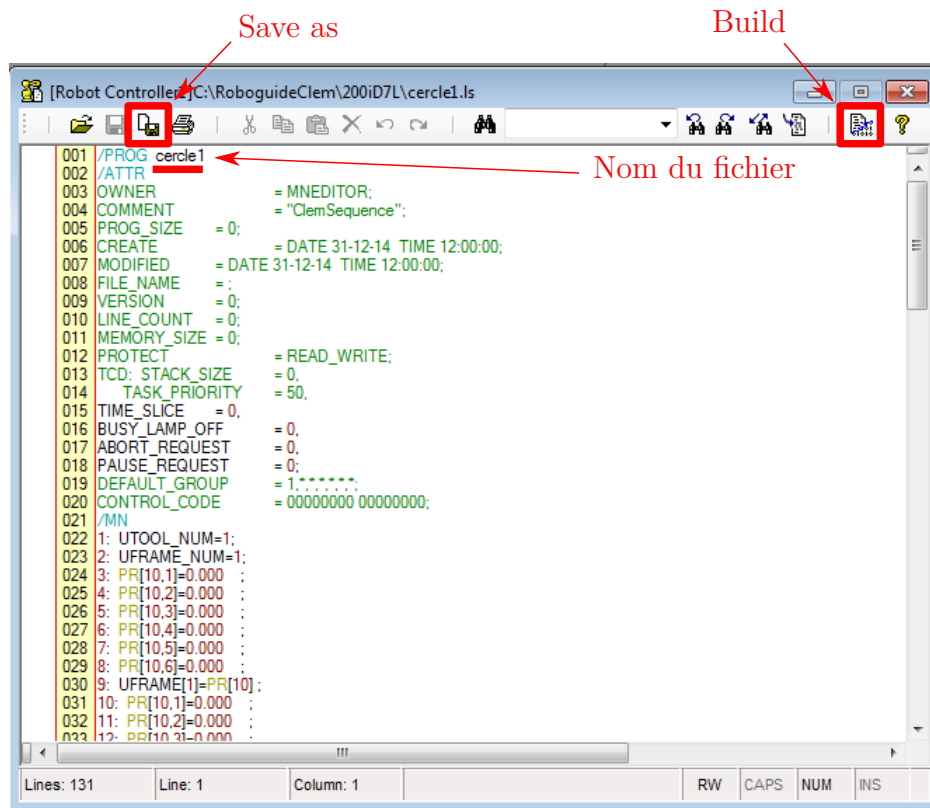 Save as
Build
[Robot Controller1]C:\RoboguideClem\200iD7L\cercle1.ls
Nom du fichier
001 /PROG cercle1
002 /ATTR
003 OWNER = MNEDITOR;
004 COMMENT = "ClemSequence";
005 PROG_SIZE = 0;
006 CREATE = DATE 31-12-14 TIME 12:00:00;
007 MODIFIED = DATE 31-12-14 TIME 12:00:00;
008 FILE_NAME = ;
009 VERSION = 0;
010 LINE_COUNT = 0;
011 MEMORY_SIZE = 0;
012 PROTECT = READ_WRITE;
013 TCD: STACK_SIZE = 0,
014 TASK_PRIORITY = 50,
015 TIME_SLICE = 0,
016 BUSY_LAMP_OFF = 0,
017 ABORT_REQUEST = 0,
018 PAUSE_REQUEST = 0;
019 DEFAULT_GROUP = 1,*,*,*,*,*,*;
020 CONTROL_CODE = 00000000 00000000;
021 /MN
022 1: UTOOL_NUM=1;
023 2: UFRAME_NUM=1;
024 3: PR[10,1]=0.000 ;
025 4: PR[10,2]=0.000 ;
026 5: PR[10,3]=0.000 ;
027 6: PR[10,4]=0.000 ;
028 7: PR[10,5]=0.000 ;
029 8: PR[10,6]=0.000 ;
030 9: UFRAME[1]=PR[10] ;
031 10: PR[10,1]=0.000 ;
032 11: PR[10,2]=0.000 ;
033 12: PR[10,3]=0.000
Lines: 131 Line: 1 Column: 1 RW CAPS NUM INS